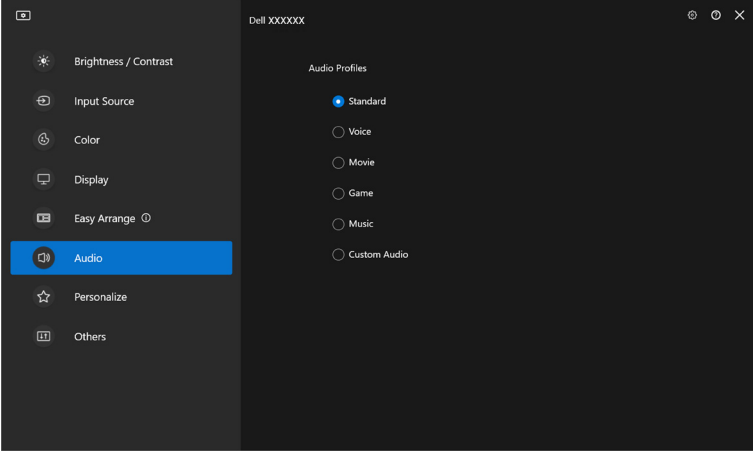 Dell XXXXXX
Brightness / Contrast
Input Source
Color
Display
Easy Arrange
Audio
Personalize
Others
Audio Profiles
Standard
Voice
Movie
Game
Music
Custom Audio